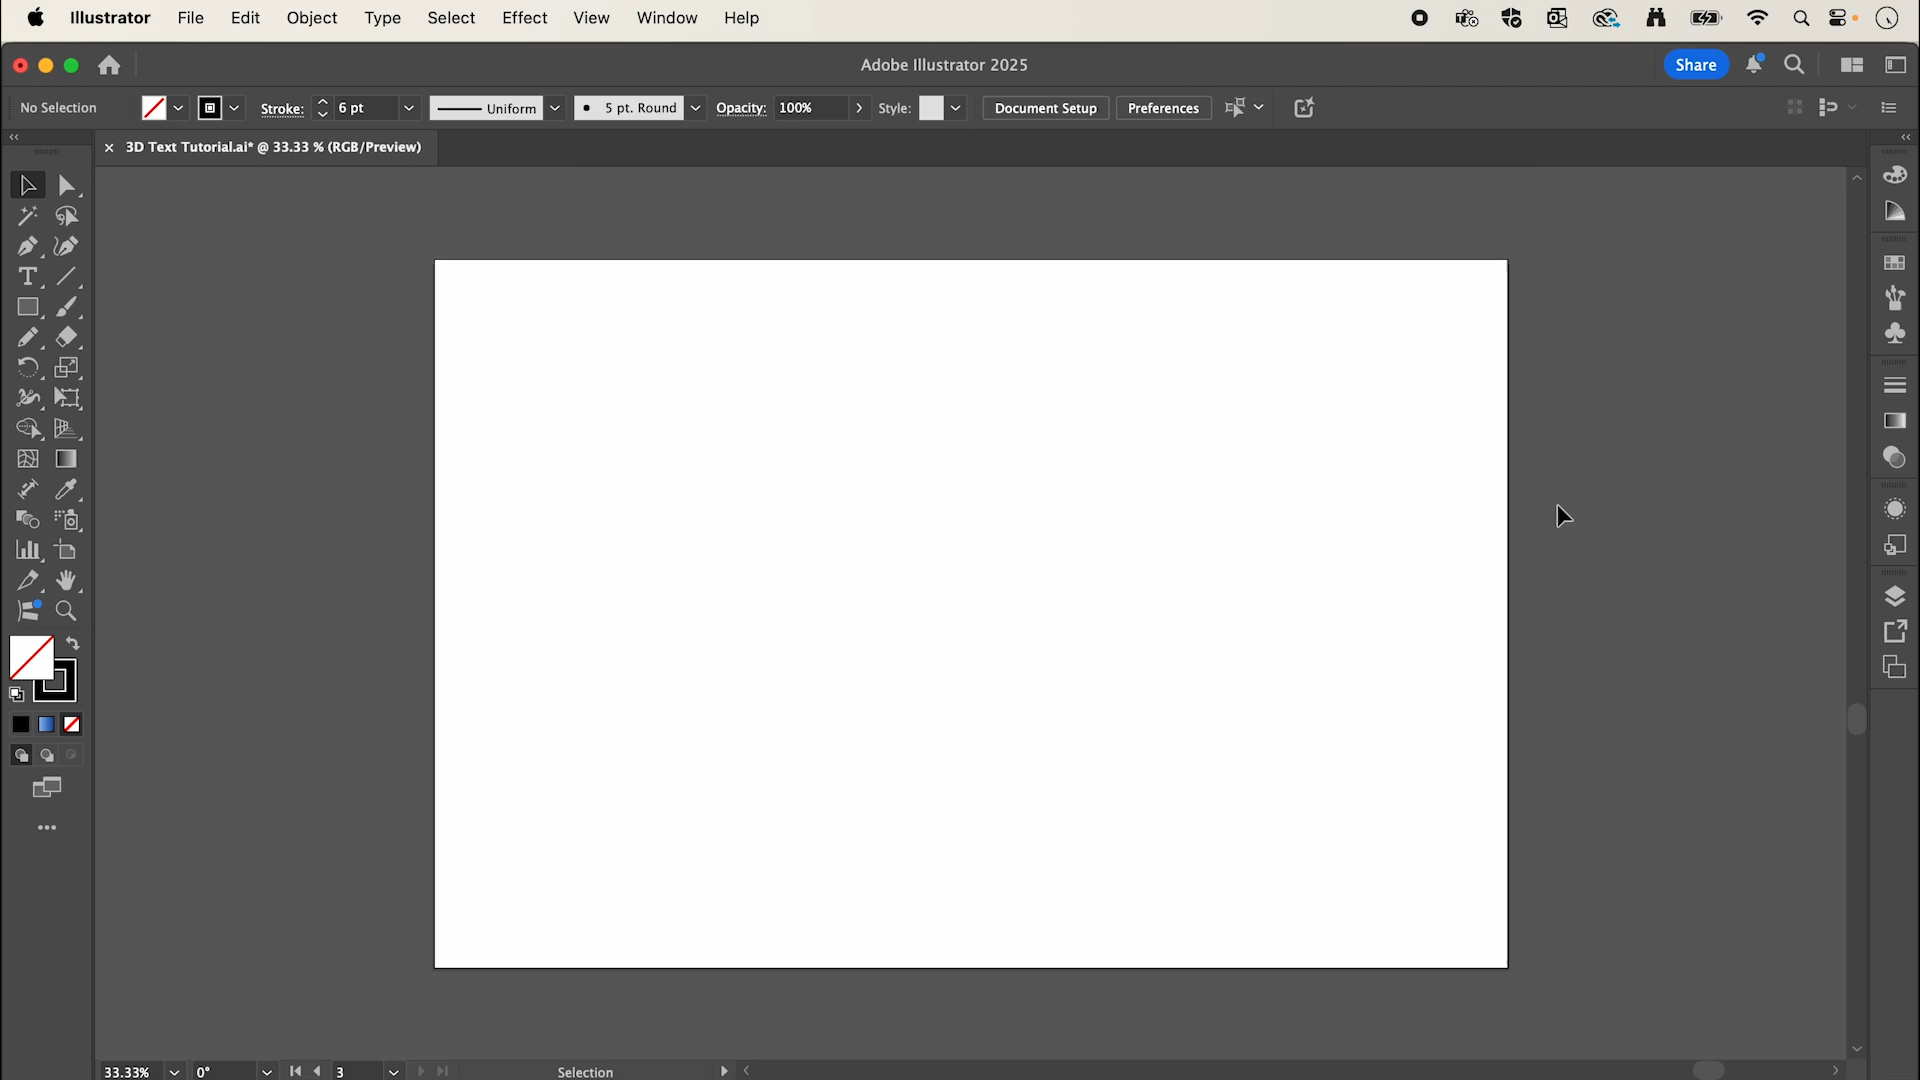 Illustrator File Edit Object Type Select Effect View Window Help
Adobe Illustrator 2025
Share
No Selection Stroke: 6 pt Uniform 5 pt. Round Opacity: 100% Style: Document Setup Preferences
3D Text Tutorial.ai* @ 33.33 % (RGB/Preview)
33.33% 0° 3 Selection